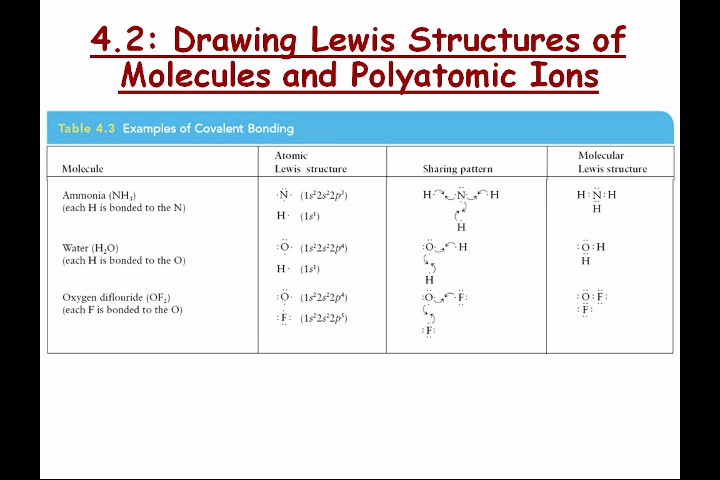 4.2: Drawing Lewis Structures of
Molecules and Polyatomic Ions
Table 4.3 Examples of Covalent Bonding
Molecule
Atomic
Lewis structure
Sharing pattern
Molecular
Lewis structure
Ammonia (NH₃)
(each H is bonded to the N)
·N̈· (1s²2s²2p³)
H· (1s¹)
H· ·N̈· ·H
H
H:N̈:H
H
Water (H₂O)
(each H is bonded to the O)
:Ö· (1s²2s²2p⁴)
H· (1s¹)
:Ö· ·H
H
:Ö:H
H
Oxygen diflouride (OF₂)
(each F is bonded to the O)
:Ö· (1s²2s²2p⁴)
:F: (1s²2s²2p⁵)
:Ö· ·F:
:F:
:Ö:F:
:F: